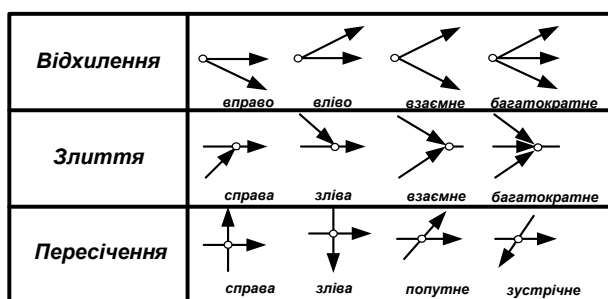 Відхилення
вправо вліво взаємне багатократне
Злиття
справа зліва взаємне багатократне
Пересічення
справа зліва попутне зустрічне